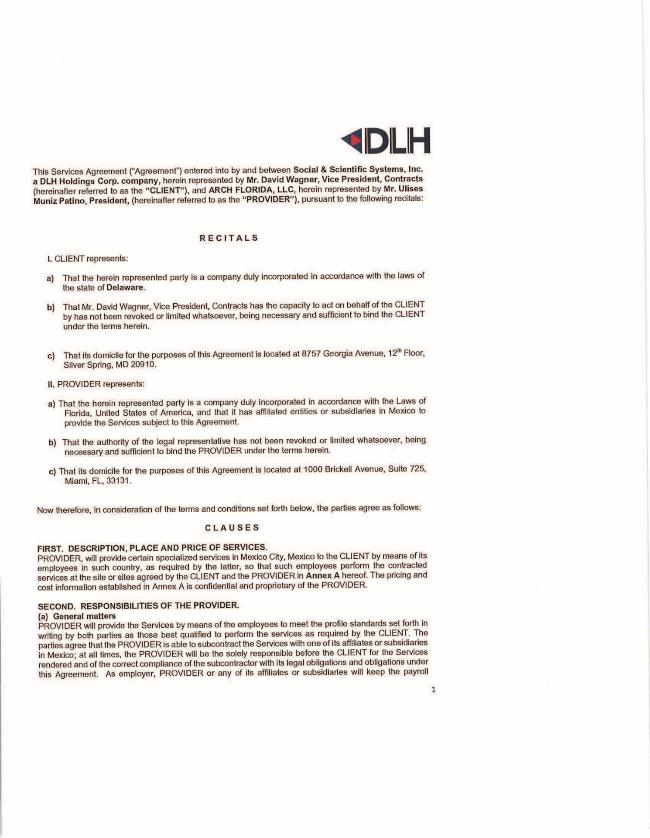 DLH
This Services Agreement ("Agreement") entered into by and between Social & Scientific Systems, Inc.
a DLH Holdings Corp. company, herein represented by Mr. David Wagner, Vice President, Contracts
(hereinafter referred to as the "CLIENT"), and ARCH FLORIDA, LLC, herein represented by Mr. Ulises
Muniz Patino, President, (hereinafter referred to as the "PROVIDER"), pursuant to the following recitals:
RECITALS
I. CLIENT represents:
a) That the herein represented party is a company duly incorporated in accordance with the laws of
the state of Delaware.
b) That Mr. David Wagner, Vice President, Contracts has the capacity to act on behalf of the CLIENT
by has not been revoked or limited whatsoever, being necessary and sufficient to bind the CLIENT
under the terms herein.
c) That its domicile for the purposes of this Agreement is located at 8757 Georgia Avenue, 12th Floor,
Silver Spring, MD 20910.
II. PROVIDER represents:
a) That the herein represented party is a company duly incorporated in accordance with the Laws of
Florida, United States of America, and that it has affiliated entities or subsidiaries in Mexico to
provide the Services subject to this Agreement.
b) That the authority of the legal representative has not been revoked or limited whatsoever, being
necessary and sufficient to bind the PROVIDER under the terms herein.
c) That its domicile for the purposes of this Agreement is located at 1000 Brickell Avenue, Suite 725,
Miami, FL, 33131.
Now therefore, in consideration of the terms and conditions set forth below, the parties agree as follows:
CLAUSES
FIRST. DESCRIPTION, PLACE AND PRICE OF SERVICES.
PROVIDER, will provide certain specialized services in Mexico City, Mexico to the CLIENT by means of its
employees in such country, as required by the latter, so that such employees perform the contracted
services at the site or sites agreed by the CLIENT and the PROVIDER in Annex A hereof. The pricing and
cost information established in Annex A is confidential and proprietary of the PROVIDER.
SECOND. RESPONSIBILITIES OF THE PROVIDER.
(a) General matters
PROVIDER will provide the Services by means of the employees to meet the profile standards set forth in
writing by both parties as those best qualified to perform the services as required by the CLIENT. The
parties agree that the PROVIDER is able to subcontract the Services with one of its affiliates or subsidiaries
in Mexico; at all times, the PROVIDER will be the solely responsible before the CLIENT for the Services
rendered and of the correct compliance of the subcontractor with its legal obligations and obligations under
this Agreement. As employer, PROVIDER or any of its affiliates or subsidiaries will keep the payroll
1